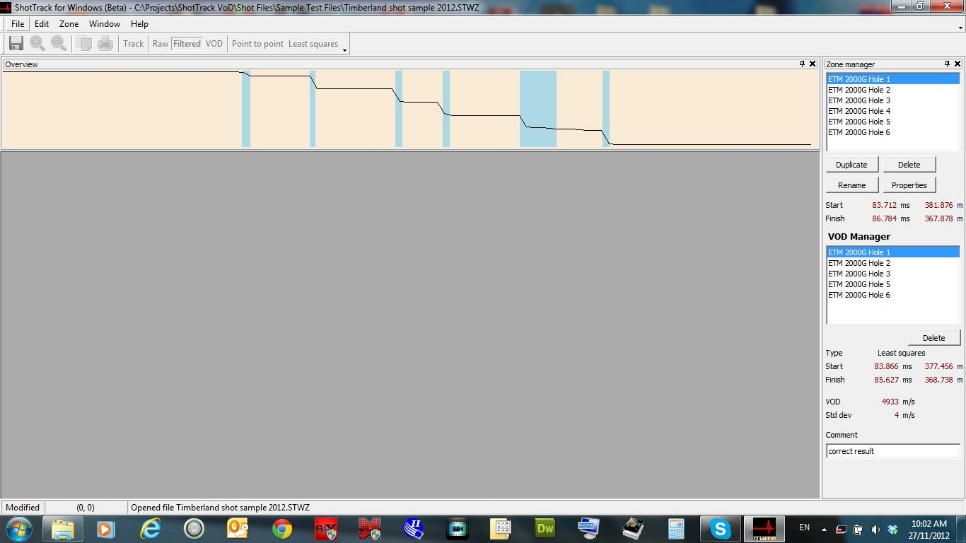 ShotTrack for Windows (Beta) - C:\Projects\ShotTrack VoD\Shot Files\Sample Test Files\Timberland shot sample 2012.STWZ
File Edit Zone Window Help
Track Raw Filtered VOD Point to point Least squares
Overview
Zone manager
ETM 2000G Hole 1
ETM 2000G Hole 2
ETM 2000G Hole 3
ETM 2000G Hole 4
ETM 2000G Hole 5
ETM 2000G Hole 6
Duplicate Delete
Rename Properties
Start 83.712 ms 381.876 m
Finish 86.784 ms 367.878 m
VOD Manager
ETM 2000G Hole 1
ETM 2000G Hole 2
ETM 2000G Hole 3
ETM 2000G Hole 5
ETM 2000G Hole 6
Delete
Type Least squares
Start 83.866 ms 377.456 m
Finish 85.627 ms 368.738 m
VOD 4933 m/s
Std dev 4 m/s
Comment
correct result
Modified (0, 0) Opened file Timberland shot sample 2012.STWZ
Dw
EN
10:02 AM
27/11/2012